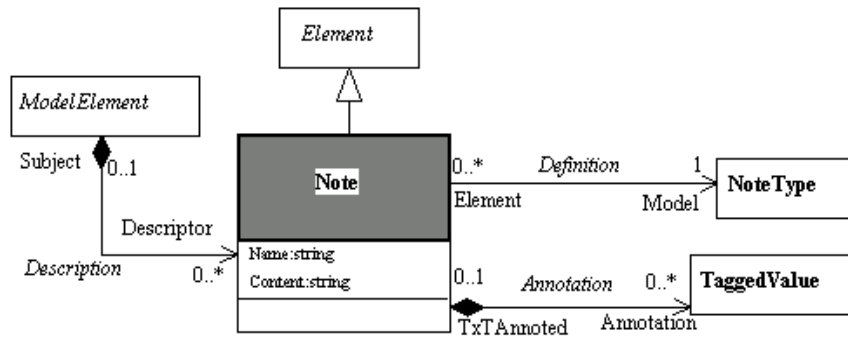 Element
ModelElement
Subject
0..1
Note
0..*
Definition
1
NoteType
Element
Model
Descriptor
Name:string
Description
0..*
Content:string
0..1
Annotation
0..*
TaggedValue
TxTAnnoted
Annotation